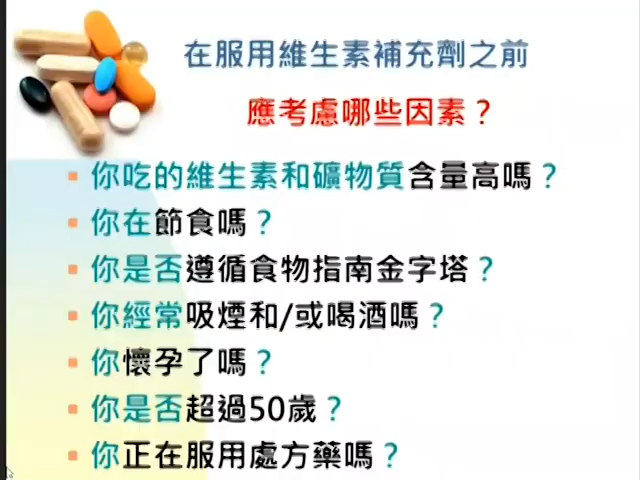 在服用維生素補充劑之前
應考慮哪些因素？
你吃的維生素和礦物質含量高嗎？
你在節食嗎？
你是否遵循食物指南金字塔？
你經常吸煙和/或喝酒嗎？
你懷孕了嗎？
你是否超過50歲？
你正在服用處方藥嗎？